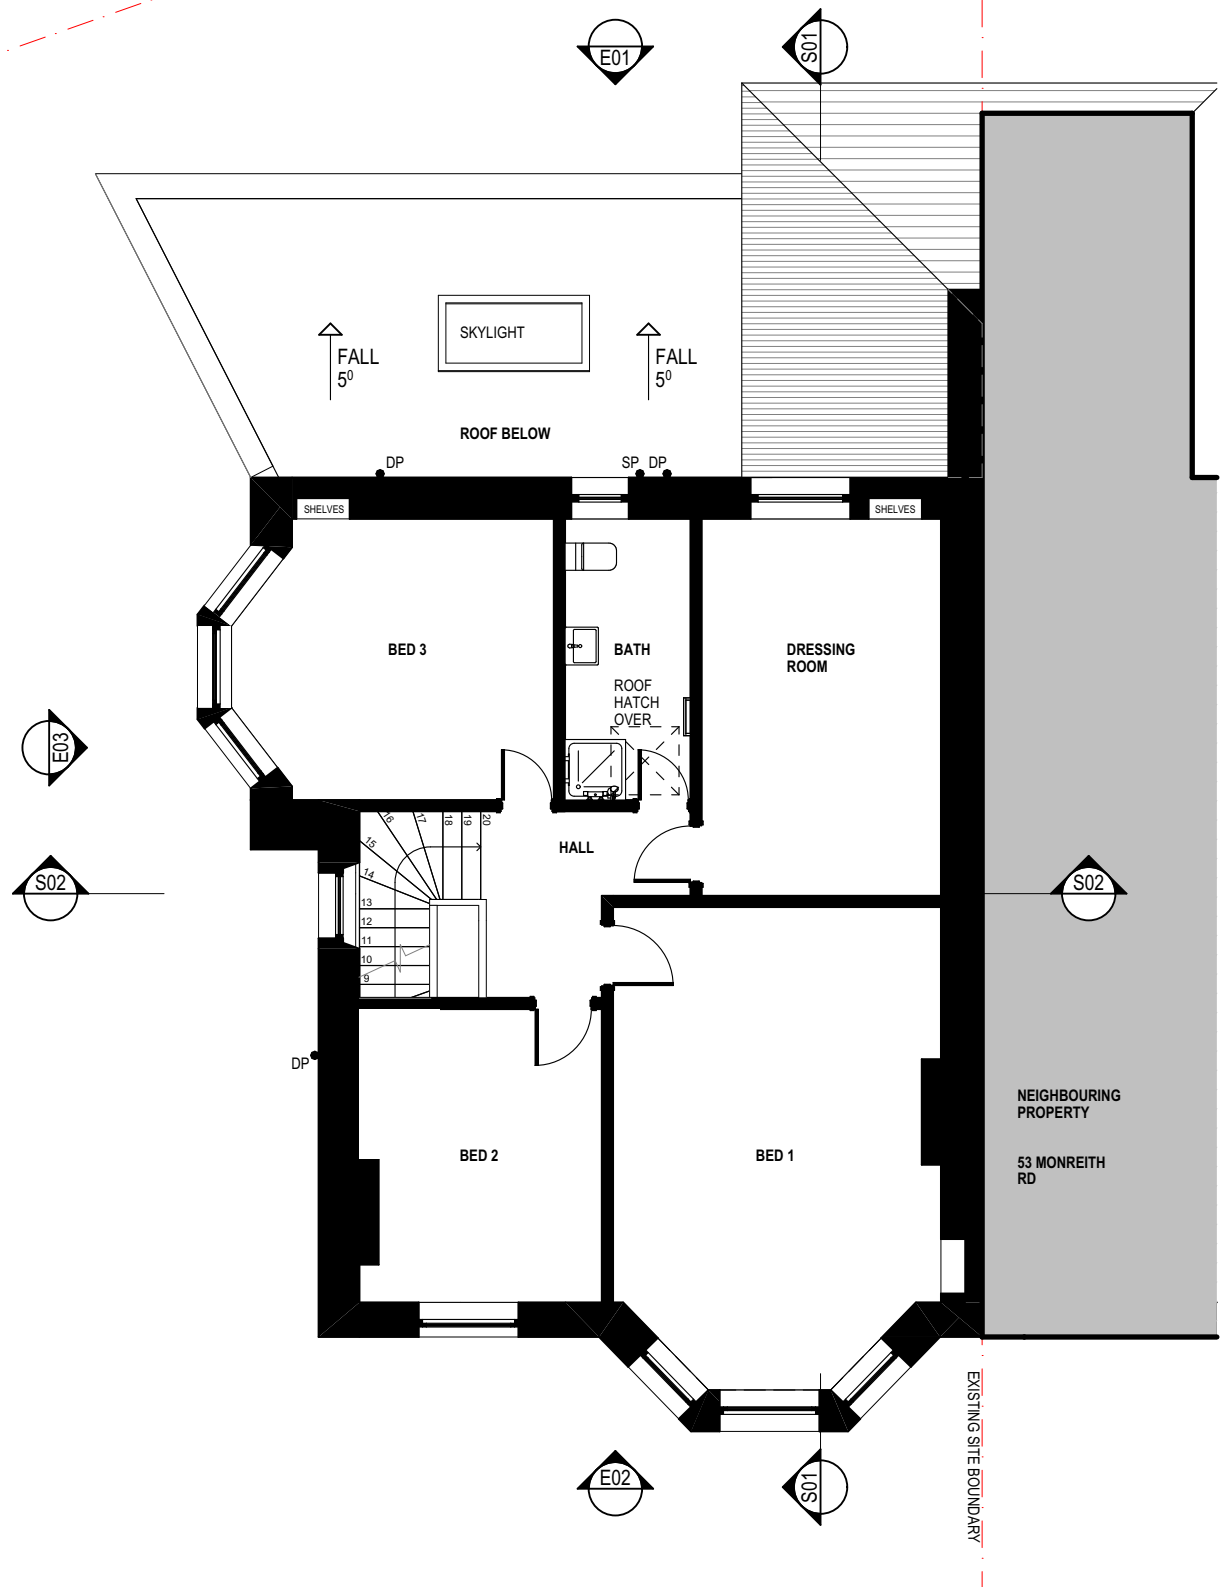 E01
S01
SKYLIGHT
FALL
5⁰
FALL
5⁰
ROOF BELOW
DP
SP
DP
SHELVES
SHELVES
BED 3
BATH
ROOF
HATCH
OVER
DRESSING
ROOM
E03
HALL
20
19
18
17
16
15
14
13
12
11
10
9
S02
S02
DP
BED 2
BED 1
NEIGHBOURING
PROPERTY
53 MONREITH
RD
EXISTING SITE BOUNDARY
E02
S01